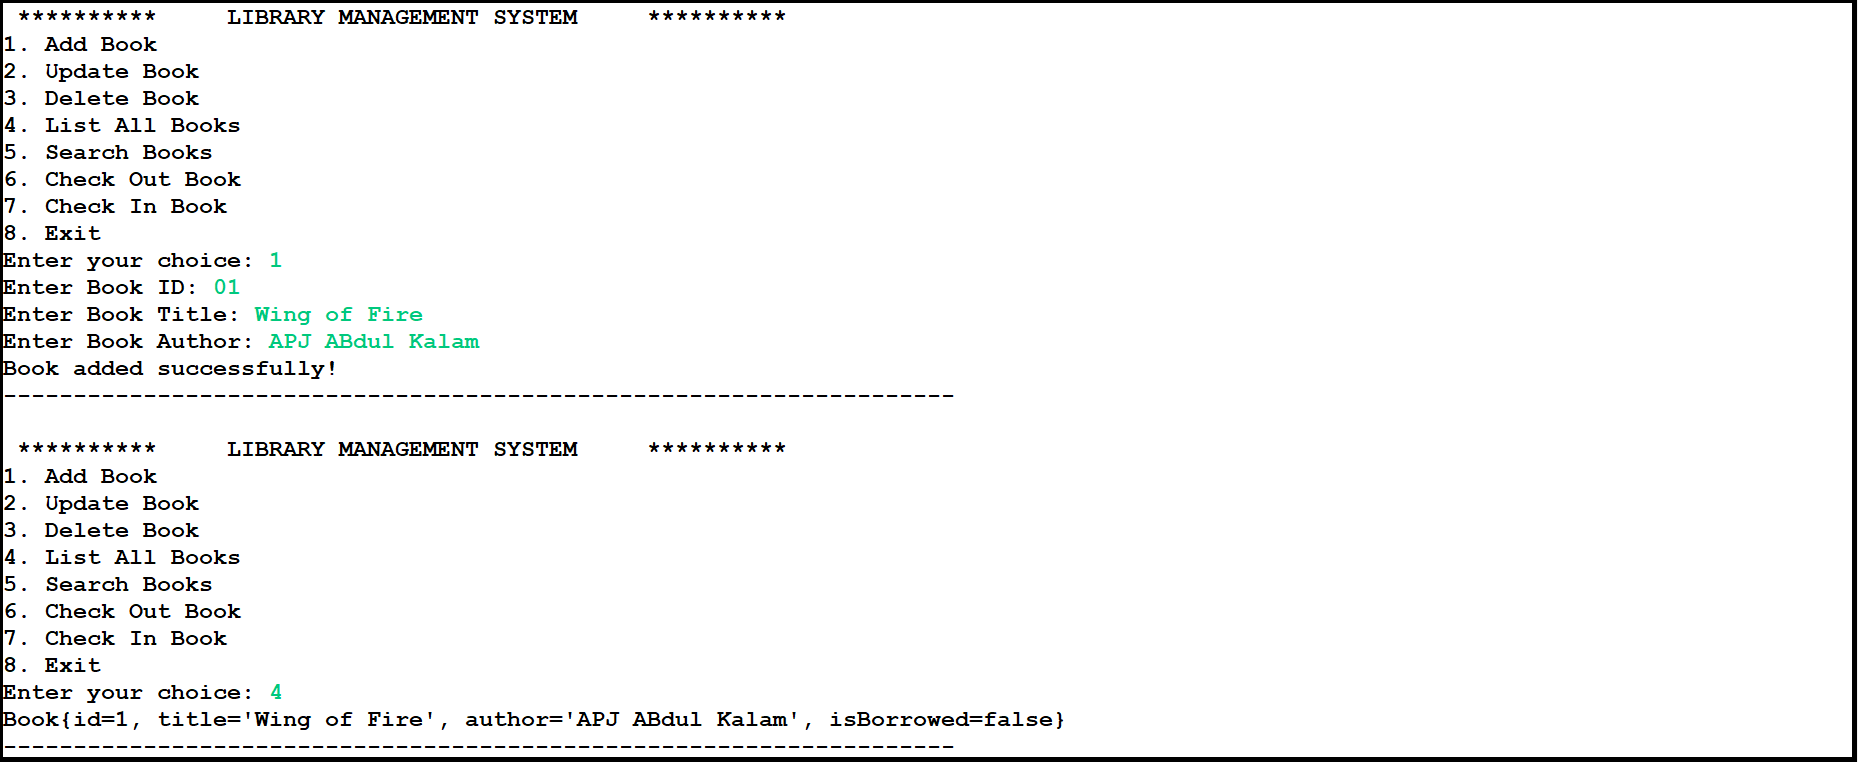 **********     LIBRARY MANAGEMENT SYSTEM     **********
1. Add Book
2. Update Book
3. Delete Book
4. List All Books
5. Search Books
6. Check Out Book
7. Check In Book
8. Exit
Enter your choice: 1
Enter Book ID: 01
Enter Book Title: Wing of Fire
Enter Book Author: APJ ABdul Kalam
Book added successfully!
--------------------------------------------------------------------
**********     LIBRARY MANAGEMENT SYSTEM     **********
1. Add Book
2. Update Book
3. Delete Book
4. List All Books
5. Search Books
6. Check Out Book
7. Check In Book
8. Exit
Enter your choice: 4
Book{id=1, title='Wing of Fire', author='APJ ABdul Kalam', isBorrowed=false}
--------------------------------------------------------------------